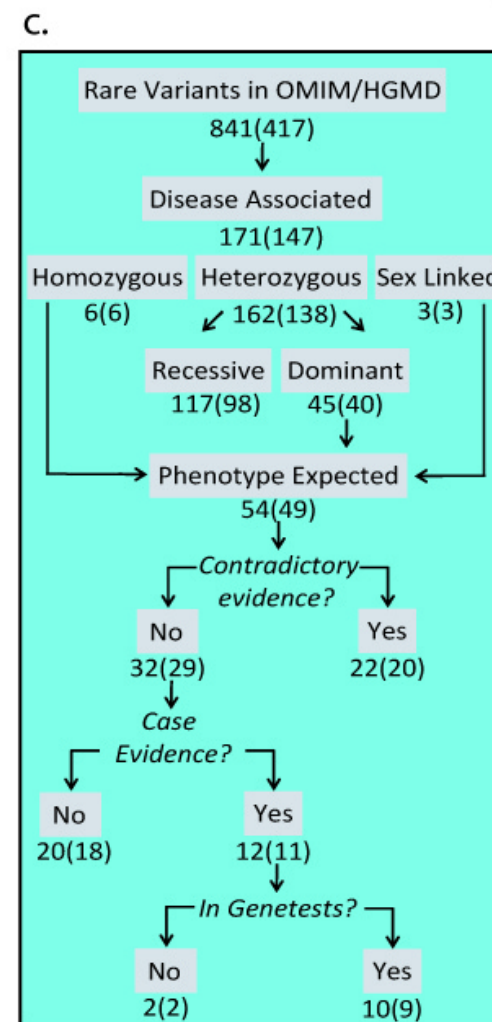 C.
Rare Variants in OMIM/HGMD
841(417)
Disease Associated
171(147)
Homozygous Heterozygous Sex Linked
6(6) 162(138) 3(3)
Recessive Dominant
117(98) 45(40)
Phenotype Expected
54(49)
Contradictory
evidence?
No Yes
32(29) 22(20)
Case
Evidence?
No Yes
20(18) 12(11)
In Genetests?
No Yes
2(2) 10(9)